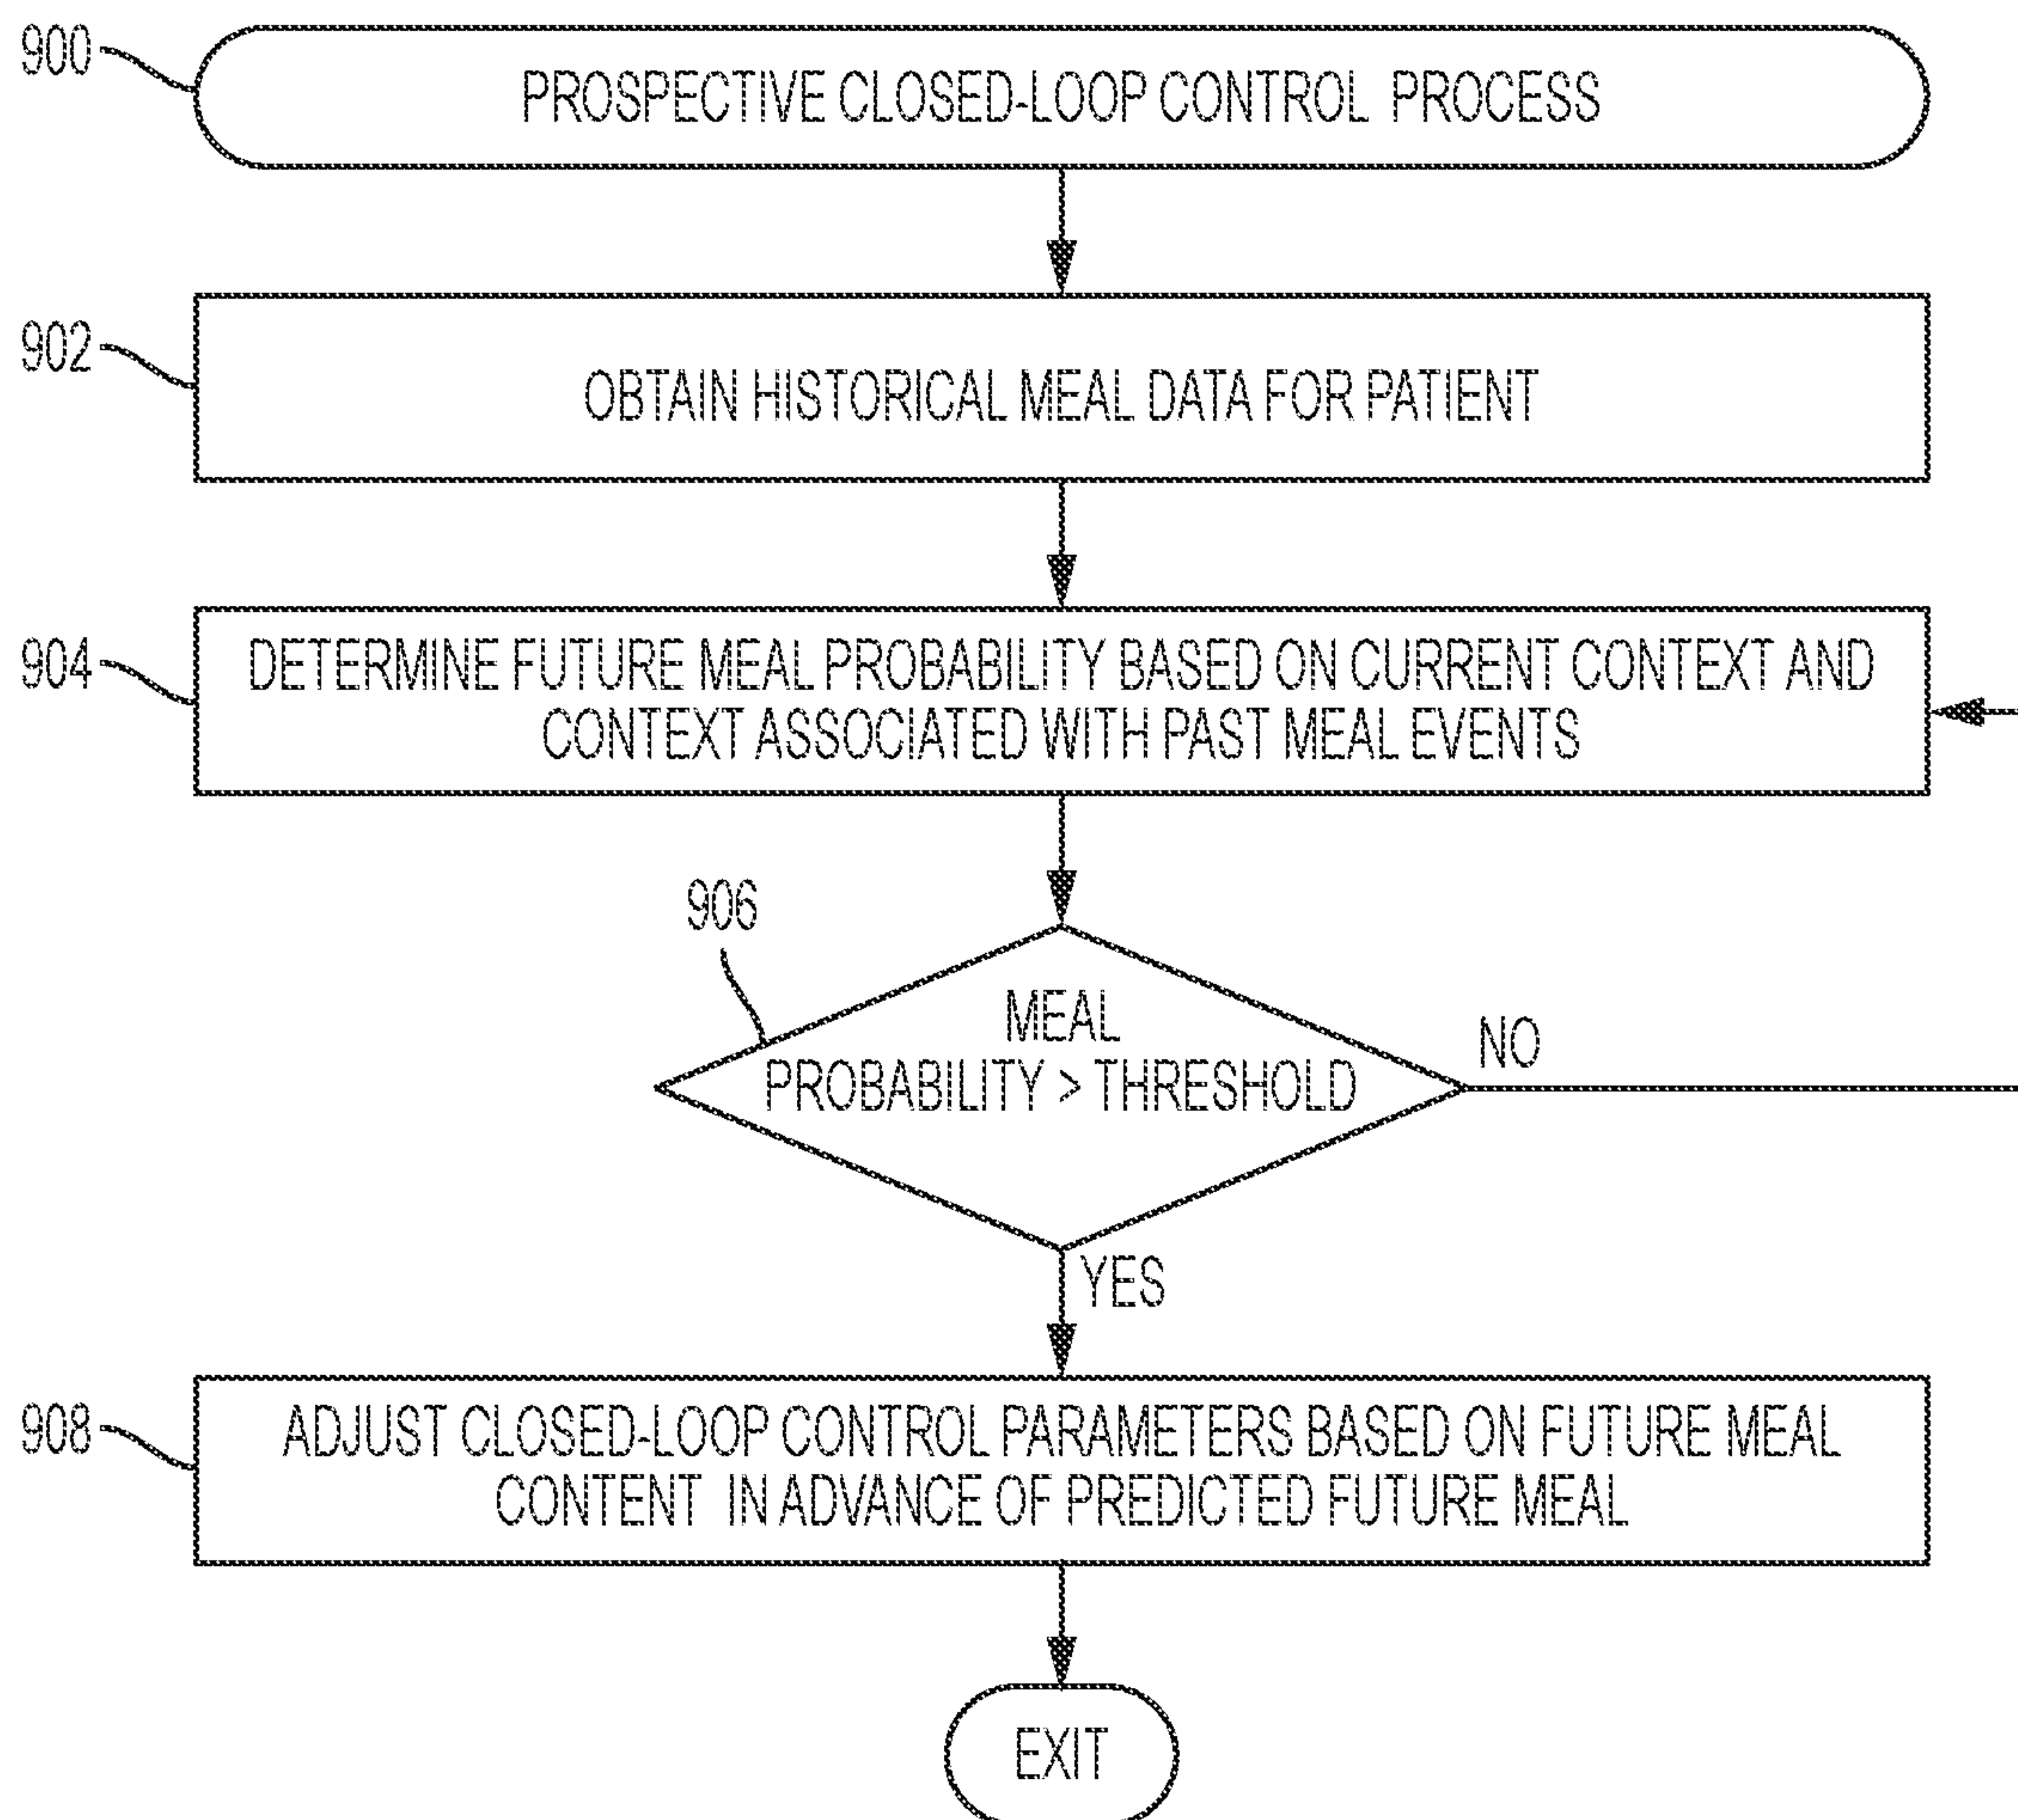 900
PROSPECTIVE CLOSED-LOOP CONTROL PROCESS
902
OBTAIN HISTORICAL MEAL DATA FOR PATIENT
904
DETERMINE FUTURE MEAL PROBABILITY BASED ON CURRENT CONTEXT AND
CONTEXT ASSOCIATED WITH PAST MEAL EVENTS
906
MEAL
PROBABILITY > THRESHOLD
NO
YES
908
ADJUST CLOSED-LOOP CONTROL PARAMETERS BASED ON FUTURE MEAL
CONTENT IN ADVANCE OF PREDICTED FUTURE MEAL
EXIT